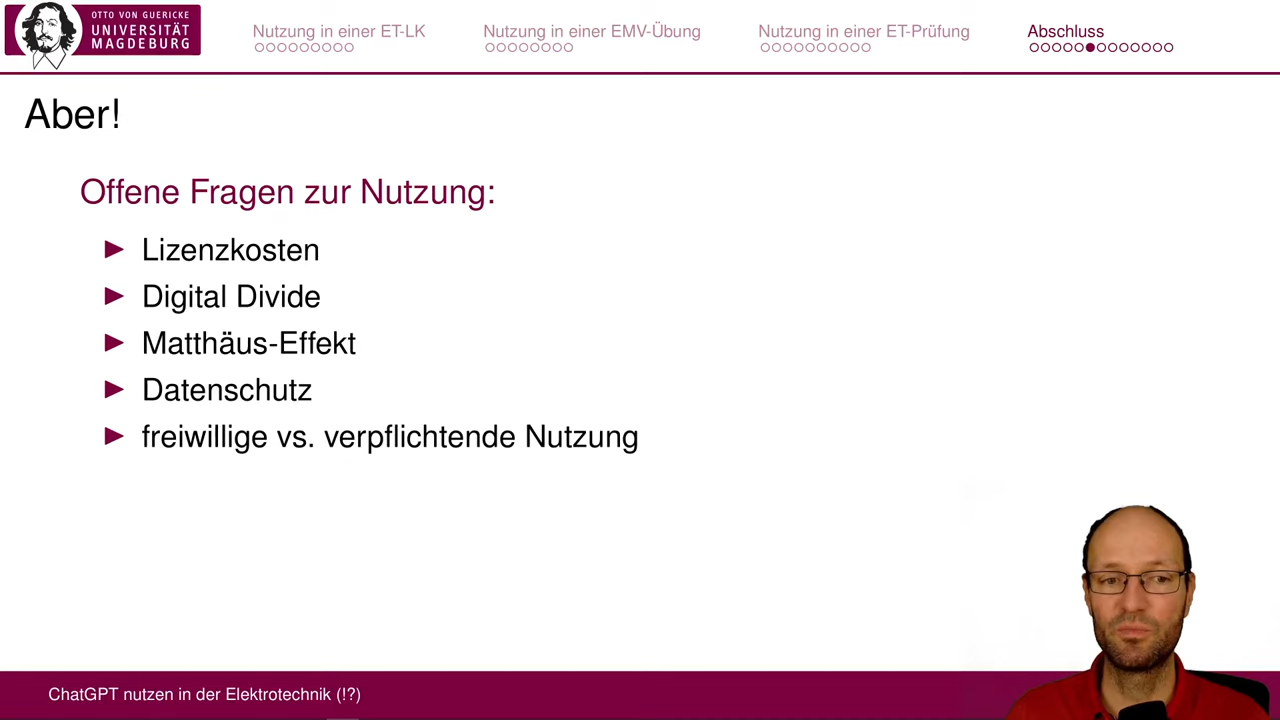 OTTO VON GUERICKE
UNIVERSITÄT
MAGDEBURG
Nutzung in einer ET-LK
Nutzung in einer EMV-Übung
Nutzung in einer ET-Prüfung
Abschluss
Aber!
Offene Fragen zur Nutzung:
Lizenzkosten
Digital Divide
Matthäus-Effekt
Datenschutz
freiwillige vs. verpflichtende Nutzung
ChatGPT nutzen in der Elektrotechnik (!?)